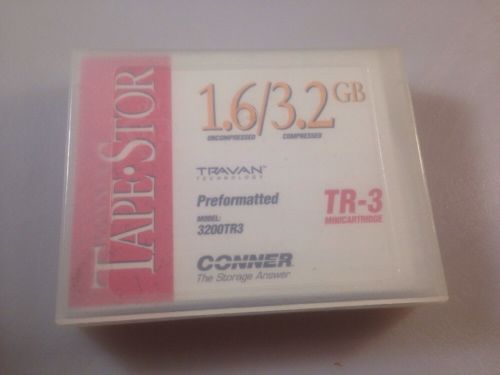 TAPE·STOR
1.6/3.2 GB
UNCOMPRESSED COMPRESSED
TRAVAN™
TECHNOLOGY
Preformatted
MODEL:
3200TR3
TR-3
MINICARTRIDGE
CONNER
The Storage Answer